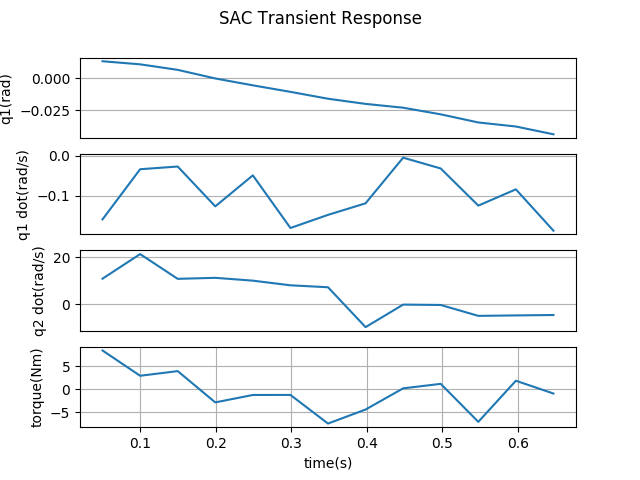 SAC Transient Response
0.000
−0.025
q1(rad)
0.0
−0.1
q1 dot(rad/s)
20
0
q2 dot(rad/s)
5
0
−5
torque(Nm)
0.1 0.2 0.3 0.4 0.5 0.6
time(s)